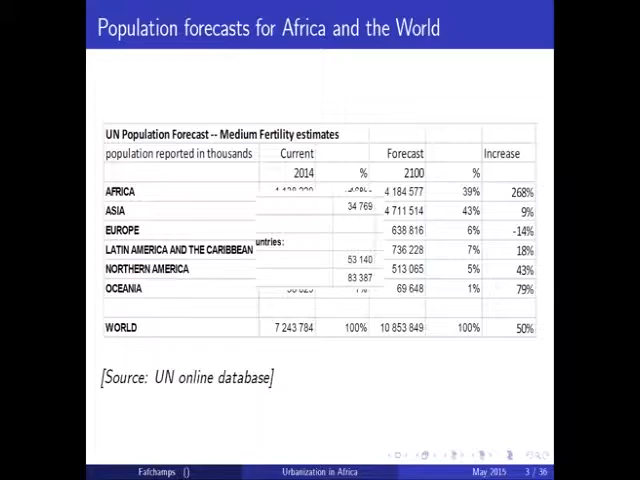 Population forecasts for Africa and the World
UN Population Forecast -- Medium Fertility estimates
population reported in thousands Current Forecast Increase
2014 % 2100 %
AFRICA 4 184 577 39% 268%
34 769
ASIA 4 711 514 43% 9%
EUROPE 638 816 6% -14%
untries:
LATIN AMERICA AND THE CARIBBEAN 736 228 7% 18%
53 140
NORTHERN AMERICA 513 065 5% 43%
83 387
OCEANIA 69 648 1% 79%
WORLD 7 243 784 100% 10 853 849 100% 50%
[Source: UN online database]
Fafchamps () Urbanization in Africa May 2015 3 / 36